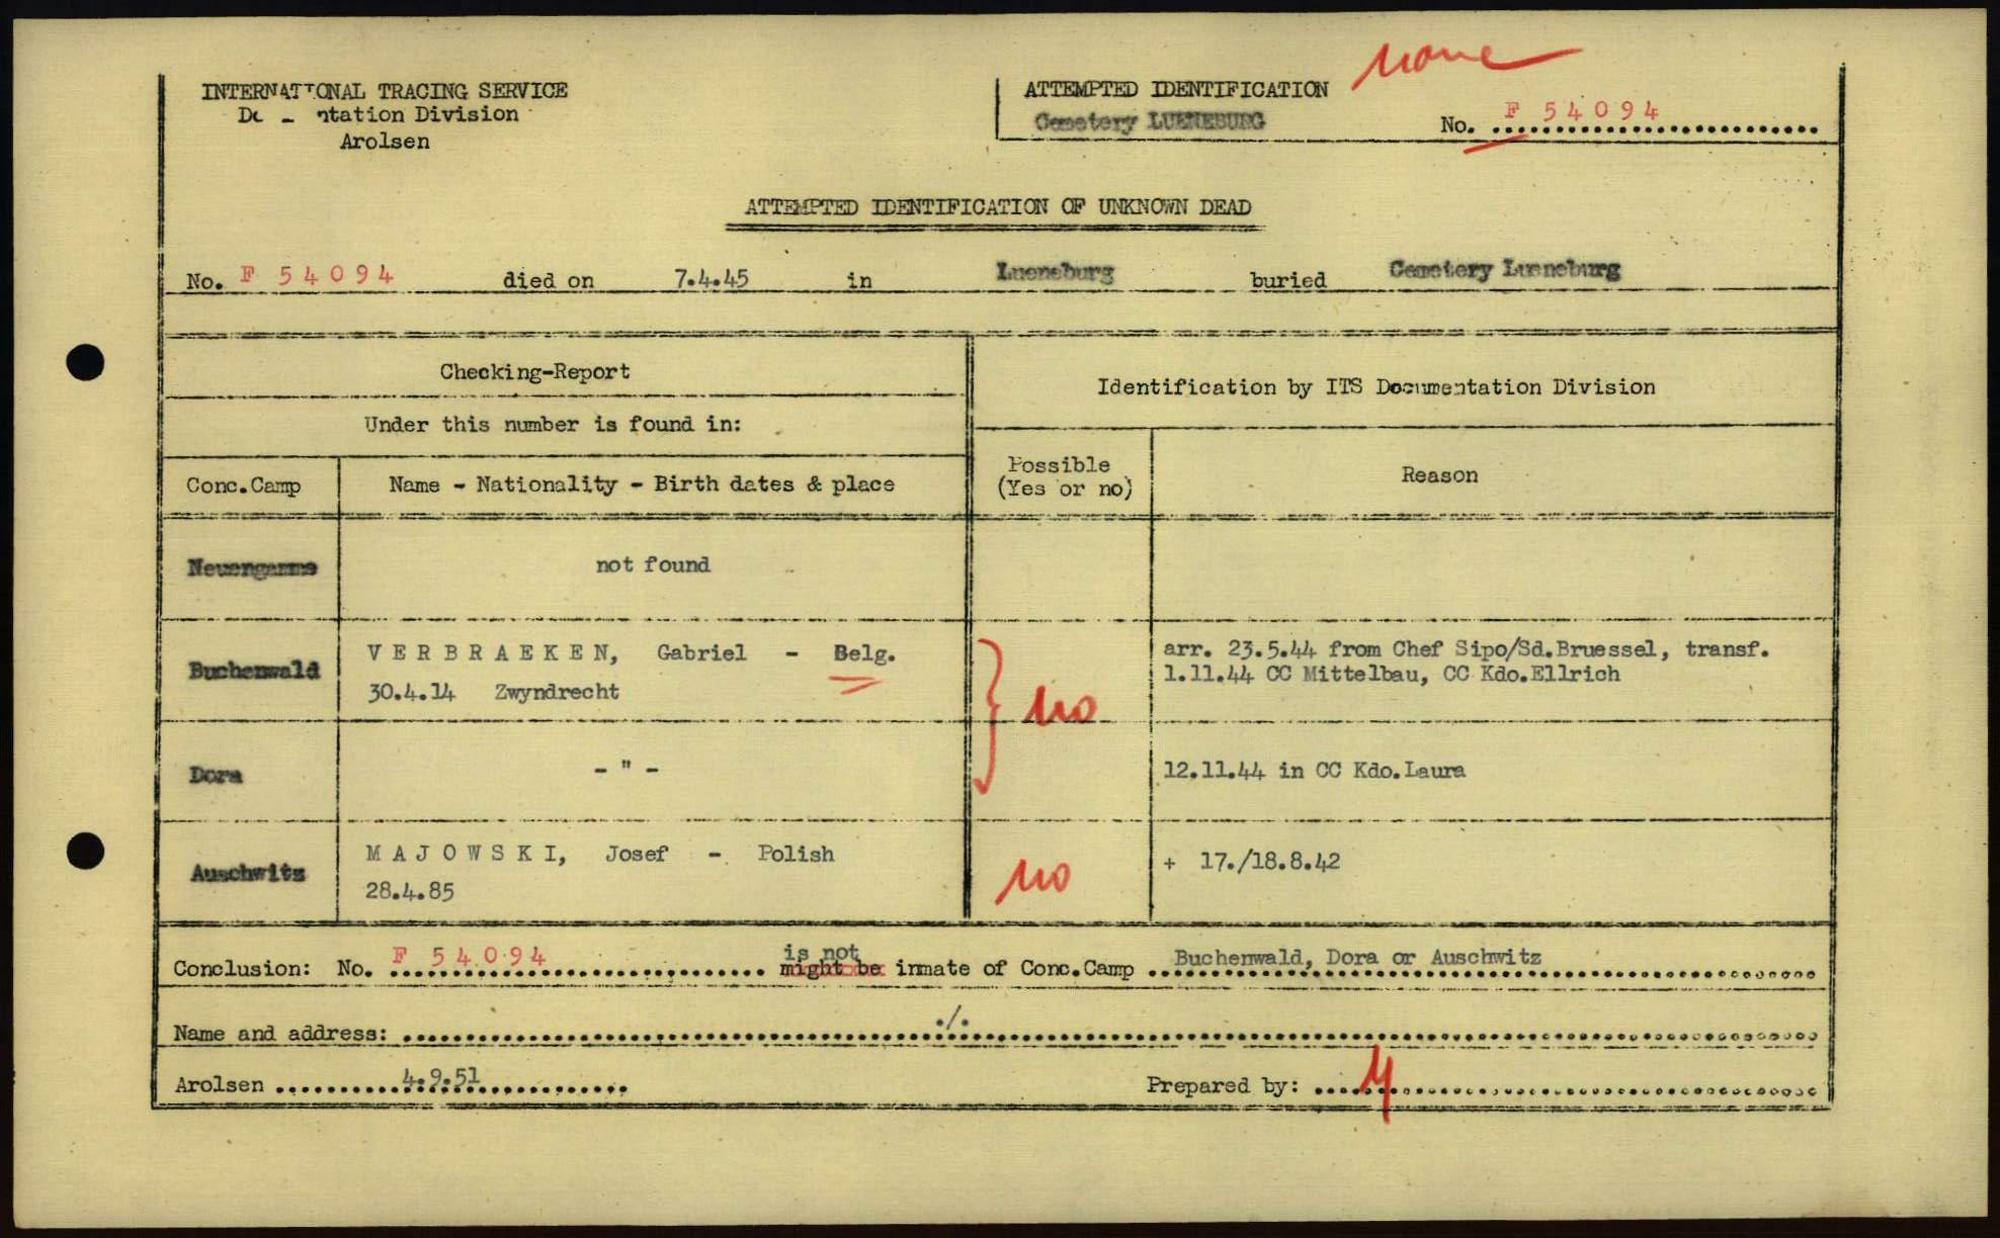 none
INTERNATIONAL TRACING SERVICE
ntation Division
Arolsen
ATTEMPTED IDENTIFICATION
Cemetery LUENEBURG
No. F 54094
ATTEMPTED IDENTIFICATION OF UNKNOWN DEAD
No. F 54094 died on 7.4.45 in Lueneburg buried Cemetery Lueneburg
Checking-Report
Identification by ITS Documentation Division
Under this number is found in:
Conc.Camp
Name - Nationality - Birth dates & place
Possible
(Yes or no)
Reason
Neuengamme
not found
Buchenwald
VERBRAEKEN, Gabriel - Belg.
30.4.14 Zwyndrecht
no
arr. 23.5.44 from Chef Sipo/Sd.Bruessel, transf.
1.11.44 CC Mittelbau, CC Kdo.Ellrich
Dora
- " -
12.11.44 in CC Kdo.Laura
Auschwitz
MAJOWSKI, Josef - Polish
28.4.85
no
+ 17./18.8.42
is not
Conclusion: No. F 54094 might be inmate of Conc.Camp Buchenwald, Dora or Auschwitz
Name and address: ./.
Arolsen 4.9.51
Prepared by: